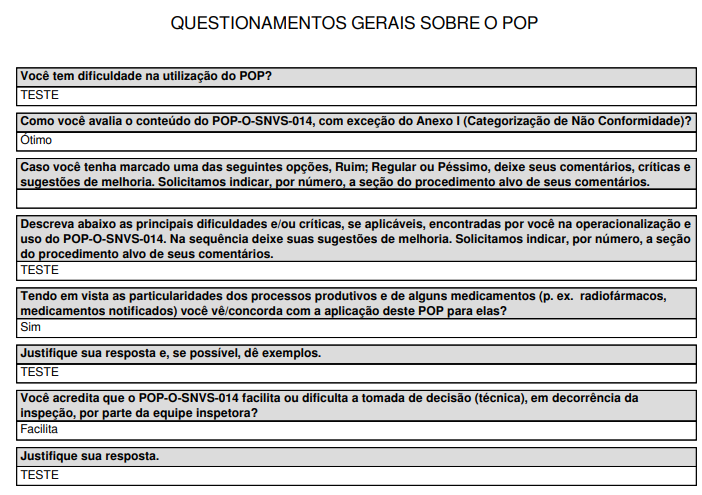 QUESTIONAMENTOS GERAIS SOBRE O POP
Você tem dificuldade na utilização do POP?
TESTE
Como você avalia o conteúdo do POP-O-SNVS-014, com exceção do Anexo I (Categorização de Não Conformidade)?
Ótimo
Caso você tenha marcado uma das seguintes opções, Ruim; Regular ou Péssimo, deixe seus comentários, críticas e
sugestões de melhoria. Solicitamos indicar, por número, a seção do procedimento alvo de seus comentários.
Descreva abaixo as principais dificuldades e/ou críticas, se aplicáveis, encontradas por você na operacionalização e
uso do POP-O-SNVS-014. Na sequência deixe suas sugestões de melhoria. Solicitamos indicar, por número, a seção
do procedimento alvo de seus comentários.
TESTE
Tendo em vista as particularidades dos processos produtivos e de alguns medicamentos (p. ex.  radiofármacos,
medicamentos notificados) você vê/concorda com a aplicação deste POP para elas?
Sim
Justifique sua resposta e, se possível, dê exemplos.
TESTE
Você acredita que o POP-O-SNVS-014 facilita ou dificulta a tomada de decisão (técnica), em decorrência da
inspeção, por parte da equipe inspetora?
Facilita
Justifique sua resposta.
TESTE